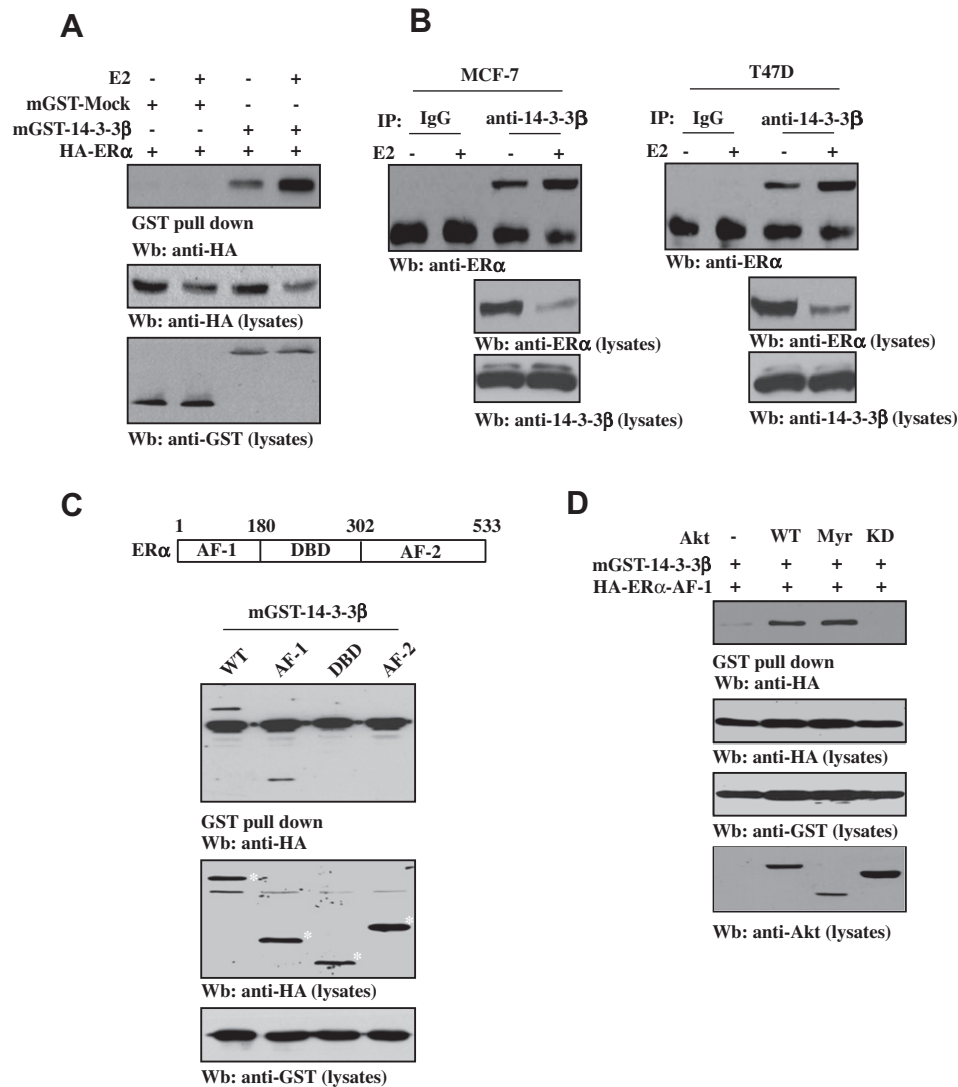 A
E2 - + - +
mGST-Mock + + - -
mGST-14-3-3β - - + +
HA-ERα + + + +
GST pull down
Wb: anti-HA
Wb: anti-HA (lysates)
Wb: anti-GST (lysates)
B
MCF-7
IP: IgG anti-14-3-3β
E2 - + - +
Wb: anti-ERα
Wb: anti-ERα (lysates)
Wb: anti-14-3-3β (lysates)
T47D
IP: IgG anti-14-3-3β
E2 - + - +
Wb: anti-ERα
Wb: anti-ERα (lysates)
Wb: anti-14-3-3β (lysates)
C
1 180 302 533
ERα AF-1 DBD AF-2
mGST-14-3-3β
WT AF-1 DBD AF-2
GST pull down
Wb: anti-HA
* * * *
Wb: anti-HA (lysates)
Wb: anti-GST (lysates)
D
Akt - WT Myr KD
mGST-14-3-3β + + + +
HA-ERα-AF-1 + + + +
GST pull down
Wb: anti-HA
Wb: anti-HA (lysates)
Wb: anti-GST (lysates)
Wb: anti-Akt (lysates)